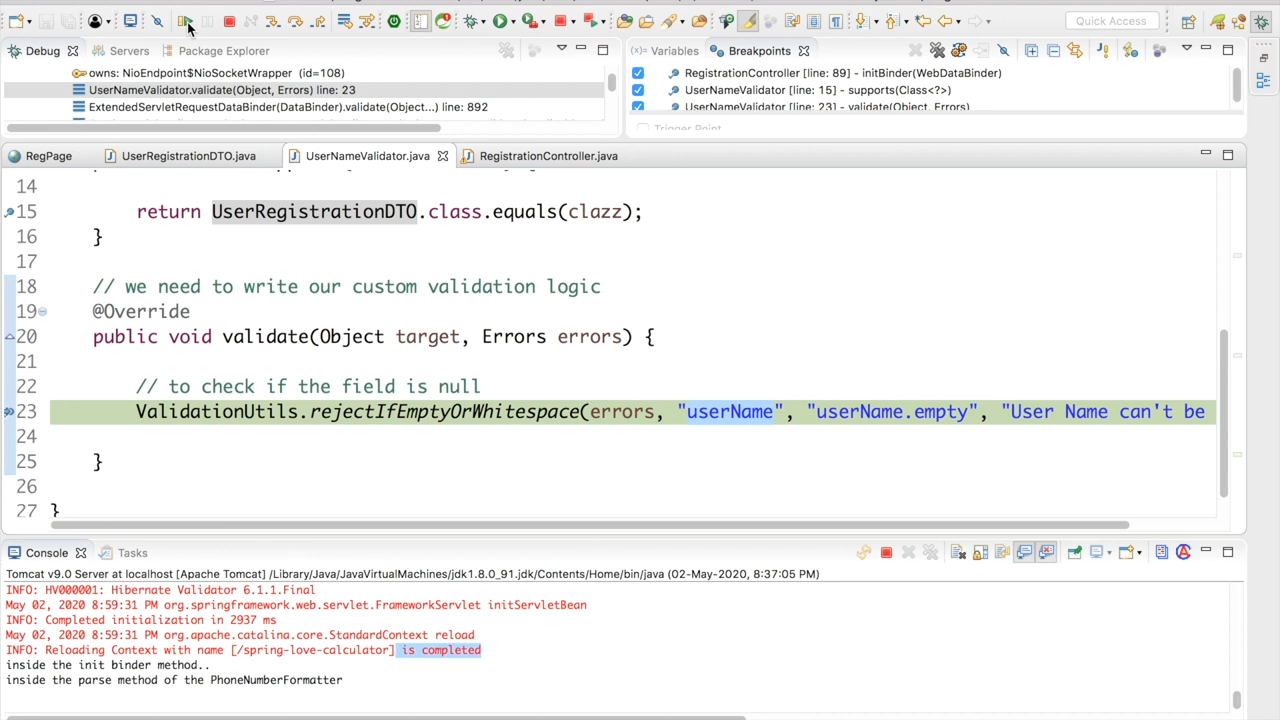 Quick Access
Debug
Servers
Package Explorer
(x)= Variables
Breakpoints
owns: NioEndpoint$NioSocketWrapper (id=108)
UserNameValidator.validate(Object, Errors) line: 23
ExtendedServletRequestDataBinder(DataBinder).validate(Object...) line: 892
RegistrationController [line: 89] - initBinder(WebDataBinder)
UserNameValidator [line: 15] - supports(Class<?>)
UserNameValidator [line: 23] - validate(Object, Errors)
Trigger Point
RegPage
UserRegistrationDTO.java
UserNameValidator.java
RegistrationController.java
14
15 return UserRegistrationDTO.class.equals(clazz);
16 }
17
18 // we need to write our custom validation logic
19 @Override
20 public void validate(Object target, Errors errors) {
21
22 // to check if the field is null
23 ValidationUtils.rejectIfEmptyOrWhitespace(errors, "userName", "userName.empty", "User Name can't be
24
25 }
26
27 }
Console
Tasks
Tomcat v9.0 Server at localhost [Apache Tomcat] /Library/Java/JavaVirtualMachines/jdk1.8.0_91.jdk/Contents/Home/bin/java (02-May-2020, 8:37:05 PM)
INFO: HV000001: Hibernate Validator 6.1.1.Final
May 02, 2020 8:59:31 PM org.springframework.web.servlet.FrameworkServlet initServletBean
INFO: Completed initialization in 2937 ms
May 02, 2020 8:59:31 PM org.apache.catalina.core.StandardContext reload
INFO: Reloading Context with name [/spring-love-calculator] is completed
inside the init binder method..
inside the parse method of the PhoneNumberFormatter